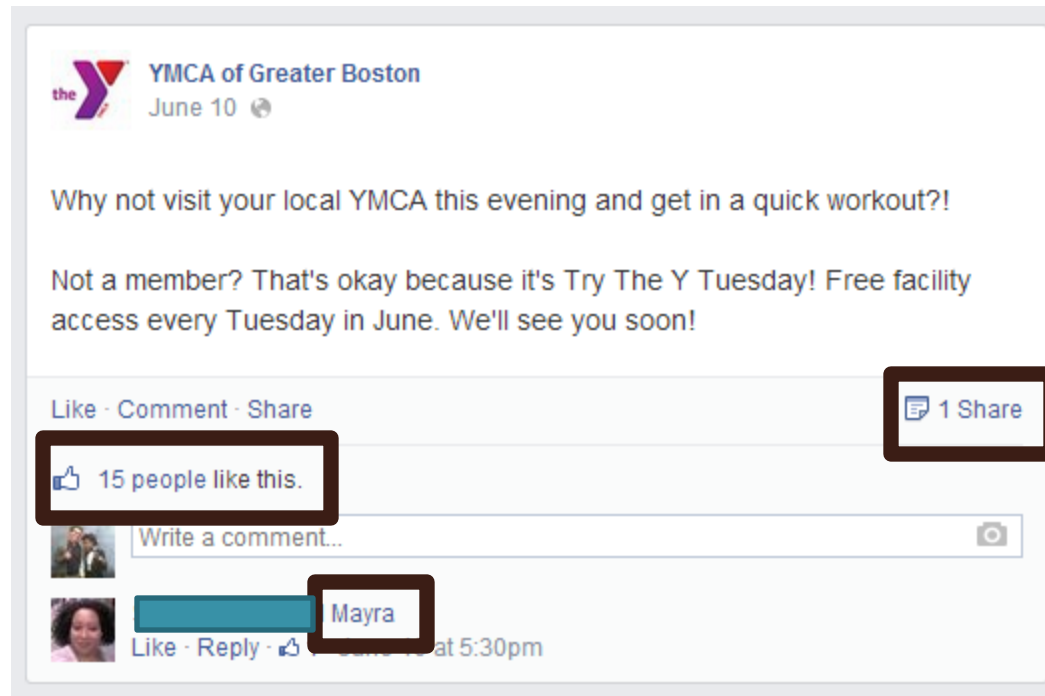 the
YMCA of Greater Boston
June 10
Why not visit your local YMCA this evening and get in a quick workout?!
Not a member? That's okay because it's Try The Y Tuesday! Free facility
access every Tuesday in June. We'll see you soon!
Like · Comment · Share
1 Share
15 people like this.
Write a comment...
Mayra
Like · Reply · at 5:30pm